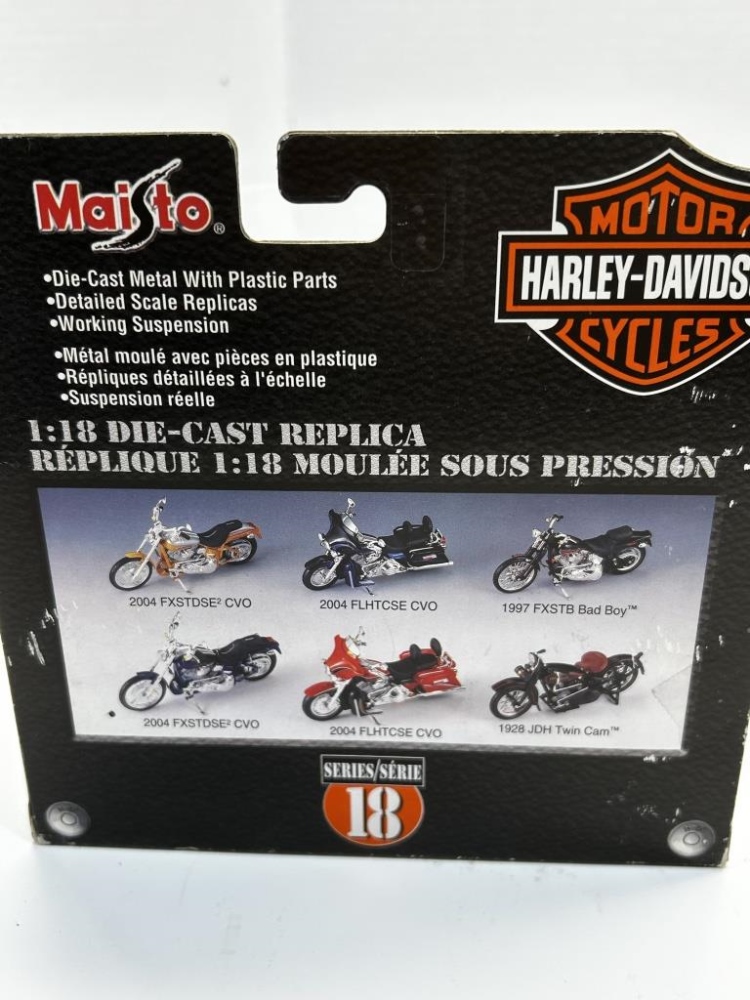 Maisto®
•Die-Cast Metal With Plastic Parts
•Detailed Scale Replicas
•Working Suspension
•Métal moulé avec pièces en plastique
•Répliques détaillées à l'échelle
•Suspension réelle
MOTOR
HARLEY-DAVIDS
CYCLES
1:18 DIE-CAST REPLICA
RÉPLIQUE 1:18 MOULÉE SOUS PRESSION
2004 FXSTDSE² CVO
2004 FLHTCSE CVO
1997 FXSTB Bad Boy™
2004 FXSTDSE² CVO
2004 FLHTCSE CVO
1928 JDH Twin Cam™
SERIES/SÉRIE
18